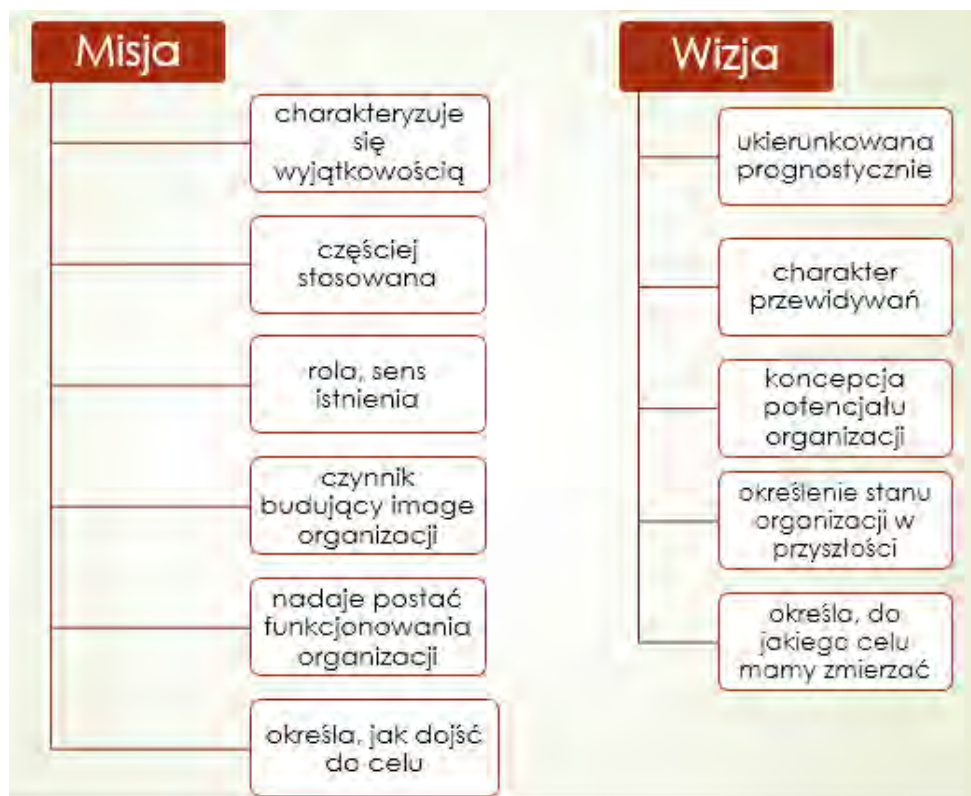 Misja
charakteryzuje
się
wyjątkowością
częściej
stosowana
rola, sens
istnienia
czynnik
budujący image
organizacji
nadaje postać
funkcjonowania
organizacji
określa, jak dojść
do celu
Wizja
ukierunkowana
prognostycznie
charakter
przewidywań
koncepcja
potencjału
organizacji
określenie stanu
organizacji w
przyszłości
określa, do
jakiego celu
mamy zmierzać